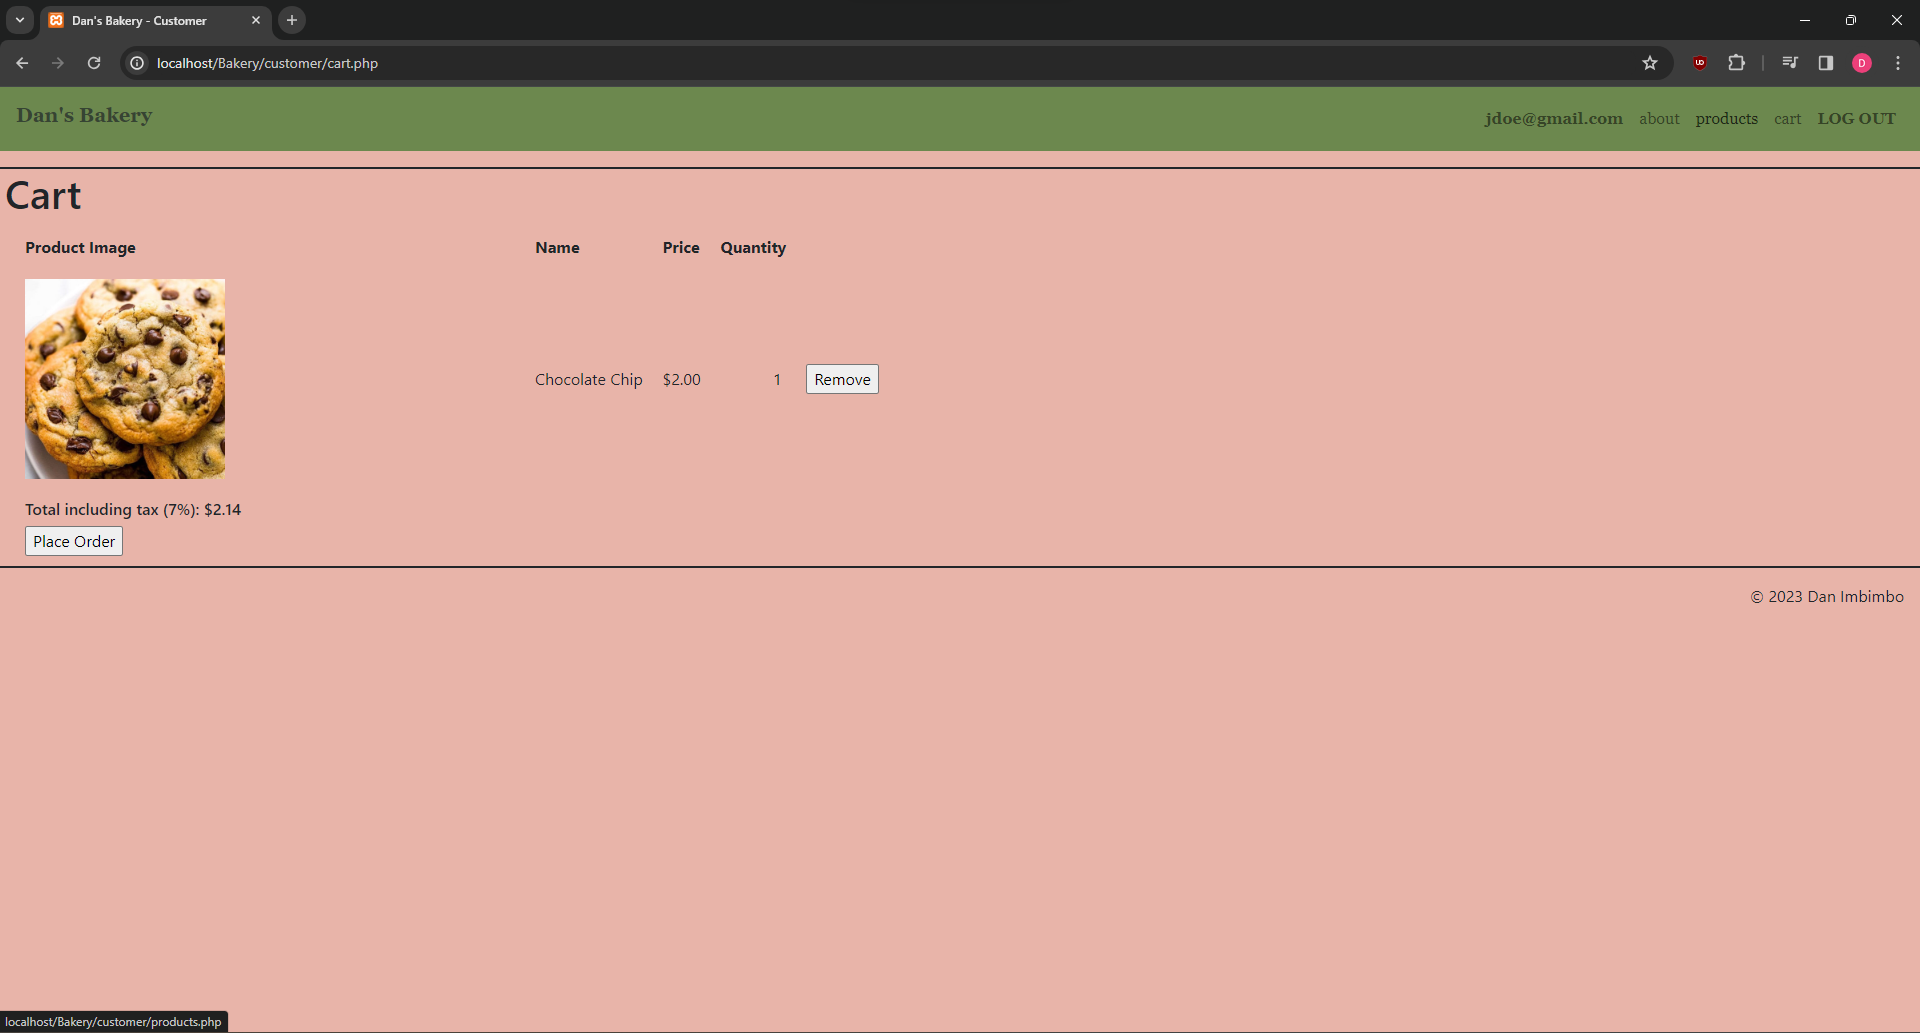 Dan's Bakery - Customer
localhost/Bakery/customer/cart.php
D
Dan's Bakery
jdoe@gmail.com about products cart LOG OUT
Cart
Product Image Name Price Quantity
Chocolate Chip $2.00 1 Remove
Total including tax (7%): $2.14
Place Order
© 2023 Dan Imbimbo
localhost/Bakery/customer/products.php